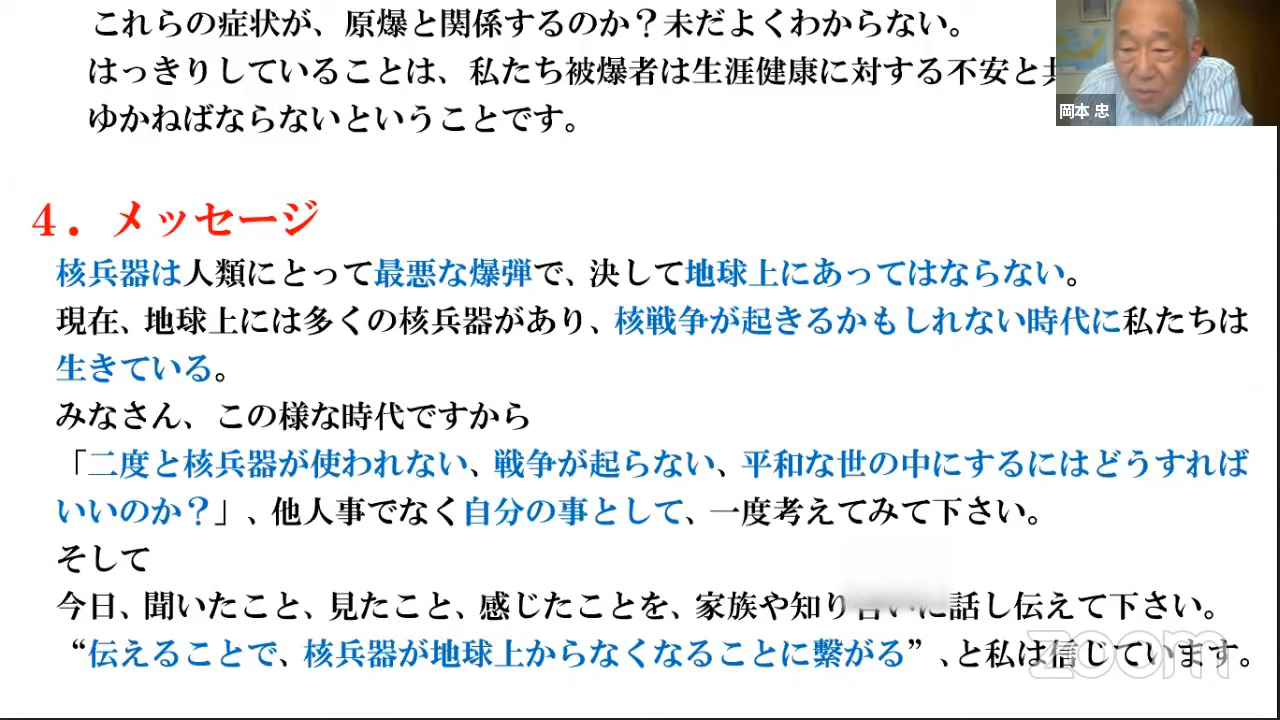 これらの症状が、原爆と関係するのか？未だよくわからない。
はっきりしていることは、私たち被爆者は生涯健康に対する不安と
ゆかねばならないということです。
岡本 忠
４．メッセージ
核兵器は人類にとって最悪な爆弾で、決して地球上にあってはならない。
現在、地球上には多くの核兵器があり、核戦争が起きるかもしれない時代に私たちは
生きている。
みなさん、この様な時代ですから
「二度と核兵器が使われない、戦争が起らない、平和な世の中にするにはどうすれば
いいのか？」、他人事でなく自分の事として、一度考えてみて下さい。
そして
今日、聞いたこと、見たこと、感じたことを、家族や知り合いに話し伝えて下さい。
“伝えることで、核兵器が地球上からなくなることに繋がる”、と私は信じています。
zoom